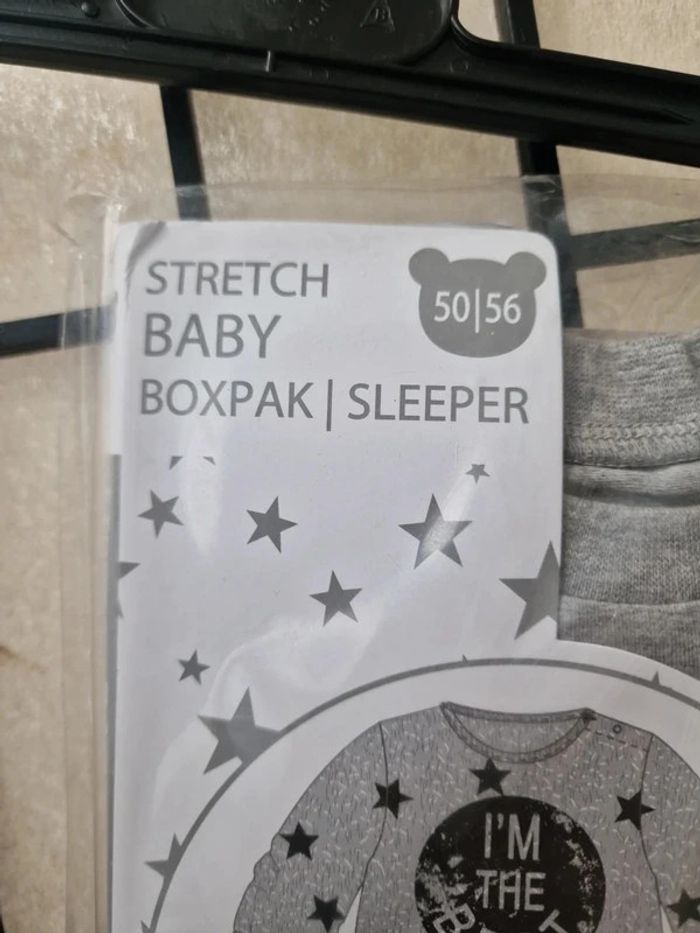 STRETCH
BABY
BOXPAK | SLEEPER
50|56
I'M
THE